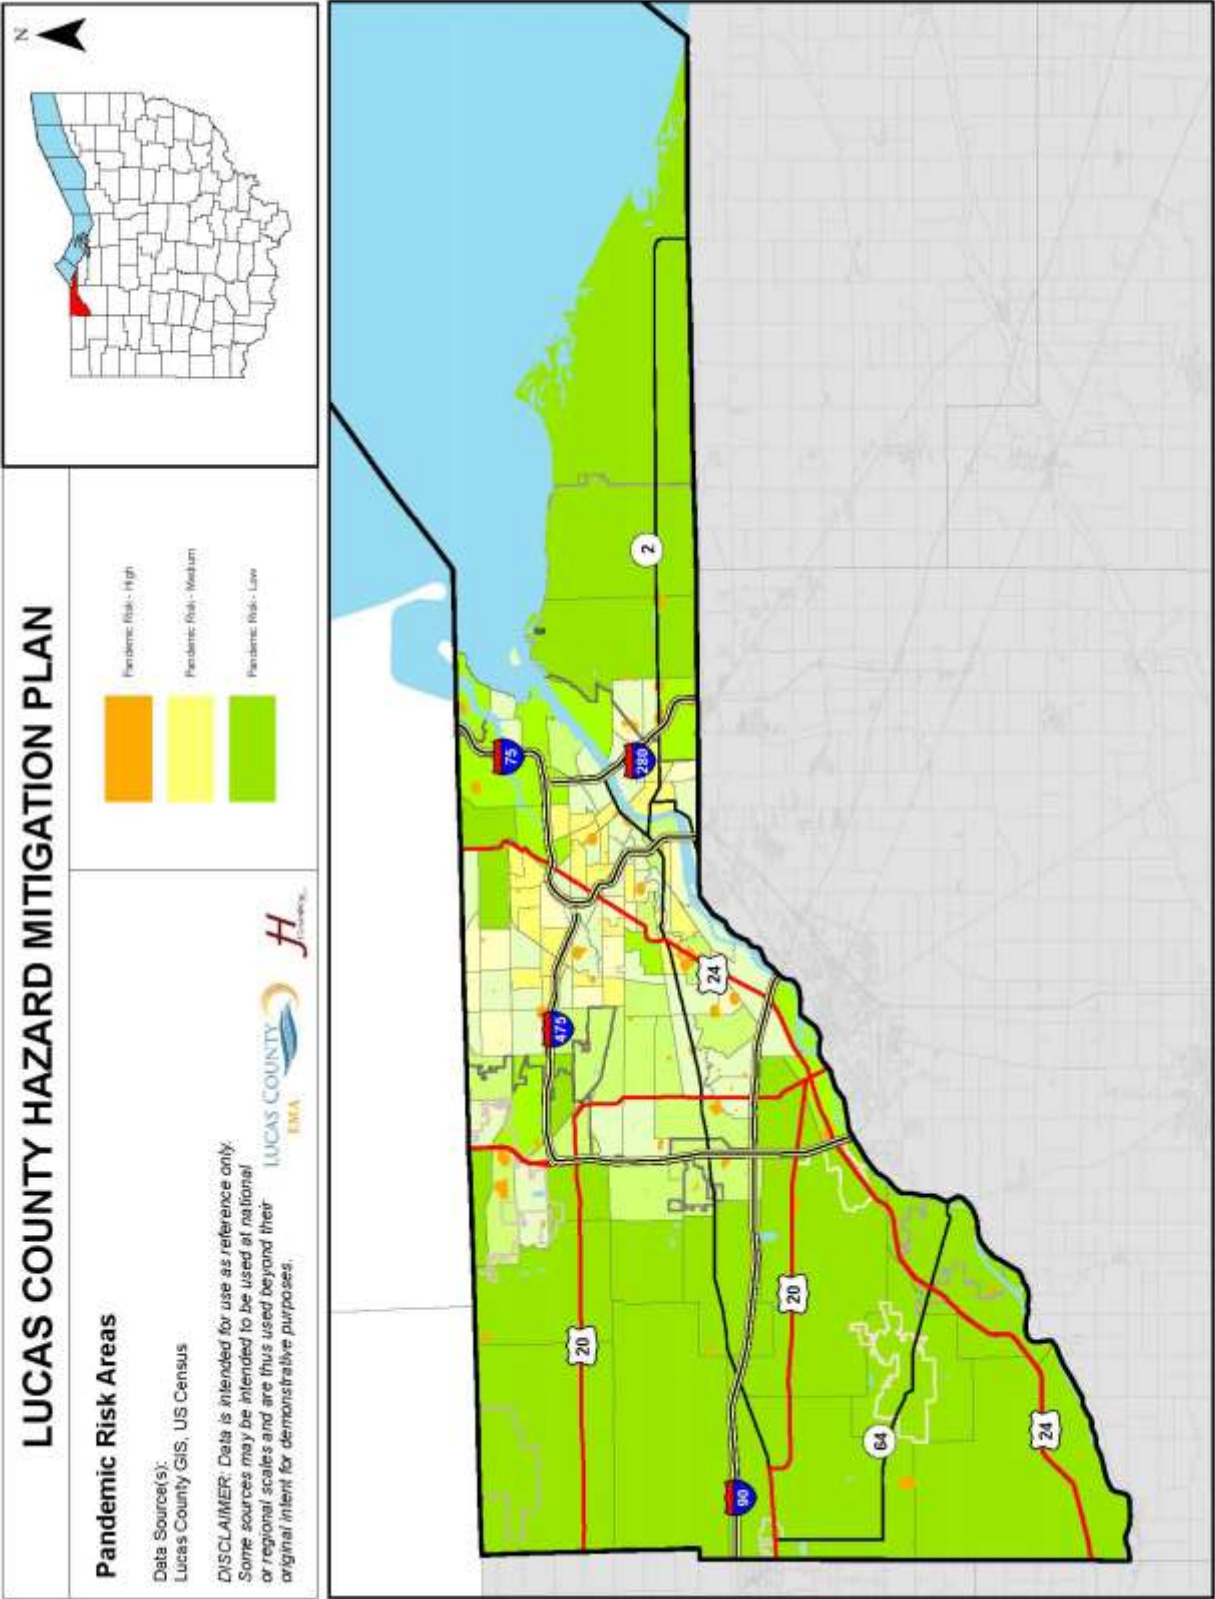 LUCAS COUNTY HAZARD MITIGATION PLAN
Pandemic Risk Areas
Data Source(s):
Lucas County GIS, US Census
DISCLAIMER: Data is intended for use as reference only.
Some sources may be intended to be used at national
or regional scales and are thus used beyond their
original intent for demonstrative purposes.
LUCAS COUNTY
EMA
JH
Pandemic Risk - High
Pandemic Risk - Medium
Pandemic Risk - Low
N
2
75
280
24
475
20
20
64
24
90